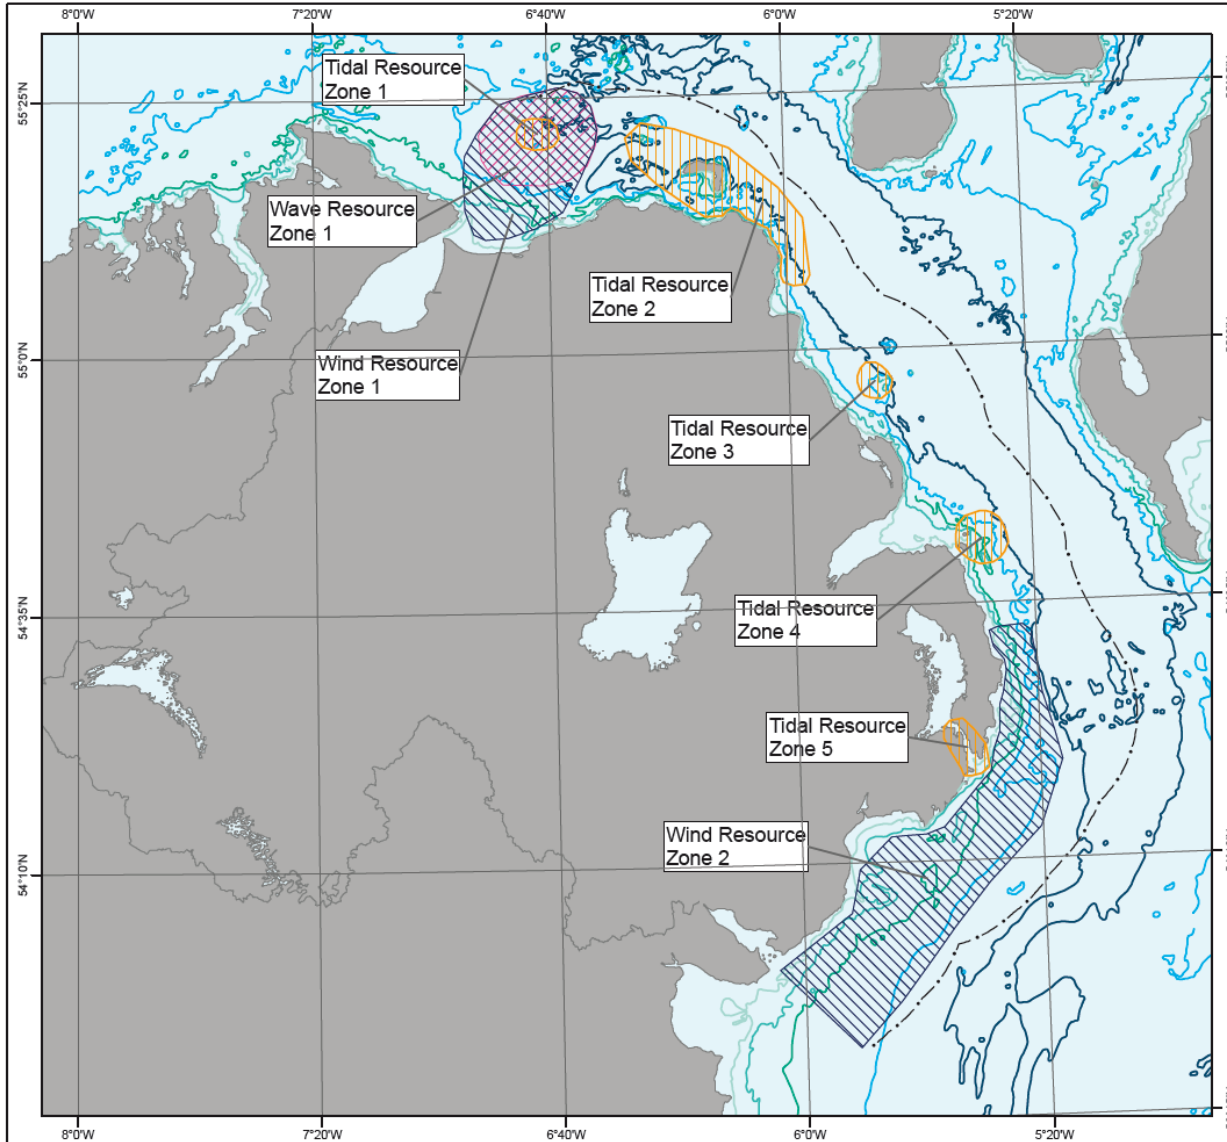 8°0'W 7°20'W 6°40'W 6°0'W 5°20'W
55°25'N
Tidal Resource
Zone 1
Wave Resource
Zone 1
Tidal Resource
Zone 2
Wind Resource
Zone 1
55°0'N
Tidal Resource
Zone 3
Tidal Resource
Zone 4
54°35'N
Tidal Resource
Zone 5
Wind Resource
Zone 2
54°10'N
8°0'W 7°20'W 6°40'W 6°0'W 5°20'W